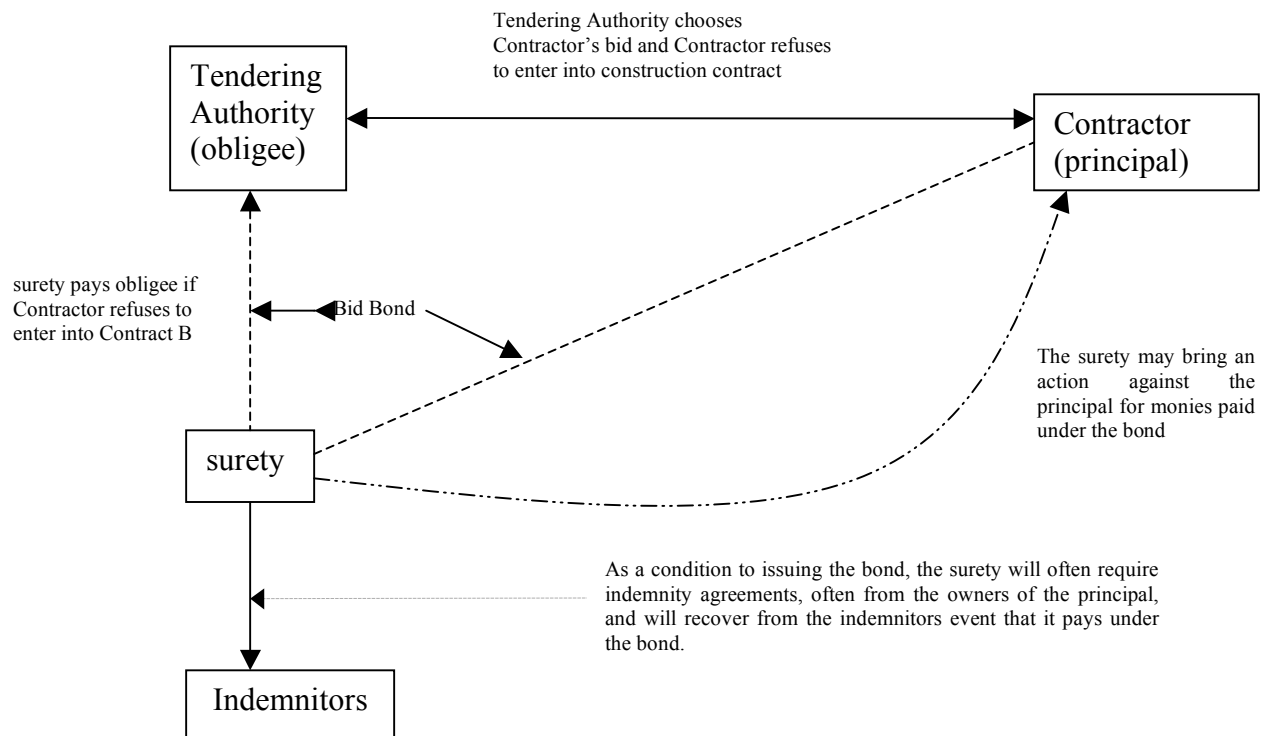 Tendering Authority chooses
Contractor’s bid and Contractor refuses
to enter into construction contract
Tendering
Authority
(obligee)
Contractor
(principal)
surety pays obligee if
Contractor refuses to
enter into Contract B
Bid Bond
The surety may bring an
action against the
principal for monies paid
under the bond
surety
As a condition to issuing the bond, the surety will often require
indemnity agreements, often from the owners of the principal,
and will recover from the indemnitors event that it pays under
the bond.
Indemnitors